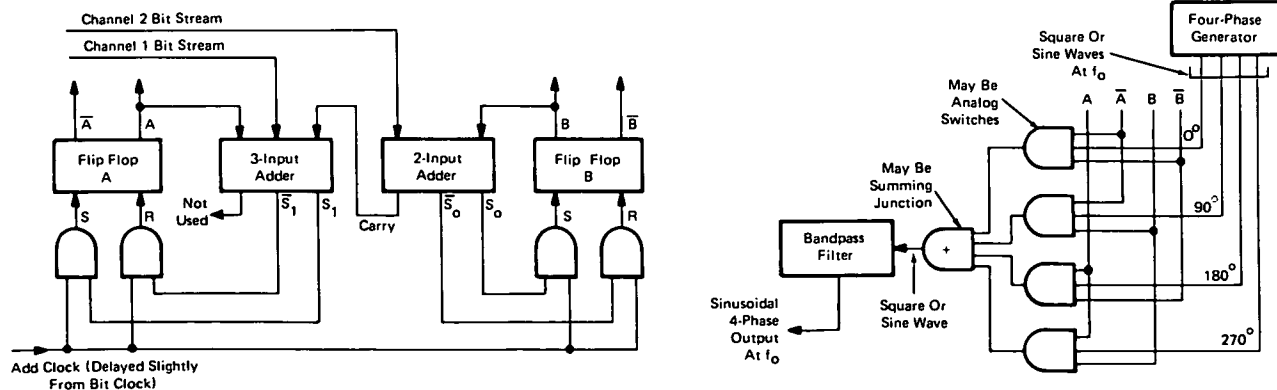 Channel 2 Bit Stream
Channel 1 Bit Stream
A̅
A
B
B̅
Flip Flop
A
3-Input
Adder
2-Input
Adder
Flip Flop
B
S
R
Not
Used
S̅₁
S₁
Carry
S̅₀
S₀
S
R
Add Clock (Delayed Slightly
From Bit Clock)
Four-Phase
Generator
Square Or
Sine Waves
At f₀
A
A̅
B
B̅
May Be
Analog
Switches
0°
May Be
Summing
Junction
90°
Bandpass
Filter
+
180°
Square Or
Sine Wave
Sinusoidal
4-Phase
Output
At f₀
270°